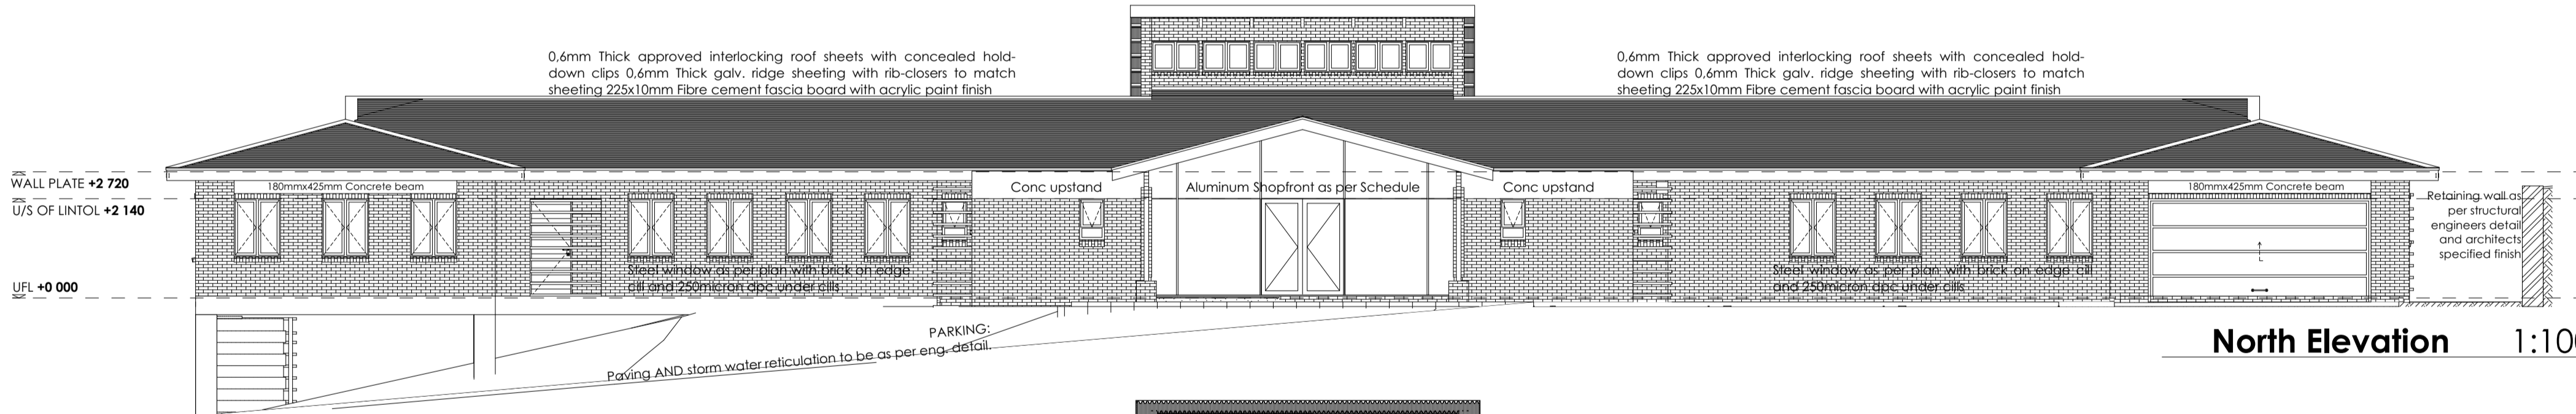 0,6mm Thick approved interlocking roof sheets with concealed hold-
down clips 0,6mm Thick galv. ridge sheeting with rib-closers to match
sheeting 225x10mm Fibre cement fascia board with acrylic paint finish
0,6mm Thick approved interlocking roof sheets with concealed hold-
down clips 0,6mm Thick galv. ridge sheeting with rib-closers to match
sheeting 225x10mm Fibre cement fascia board with acrylic paint finish
WALL PLATE +2 720
U/S OF LINTOL +2 140
UFL +0 000
180mmx425mm Concrete beam
Conc upstand
Aluminum Shopfront as per Schedule
Conc upstand
180mmx425mm Concrete beam
Retaining wall as
per structural
engineers detail
and architects
specified finish
Steel window as per plan with brick on edge
cill and 250micron dpc under cills
Steel window as per plan with brick on edge cill
and 250micron dpc under cills
PARKING:
Paving AND storm water reticulation to be as per eng. detail.
North Elevation